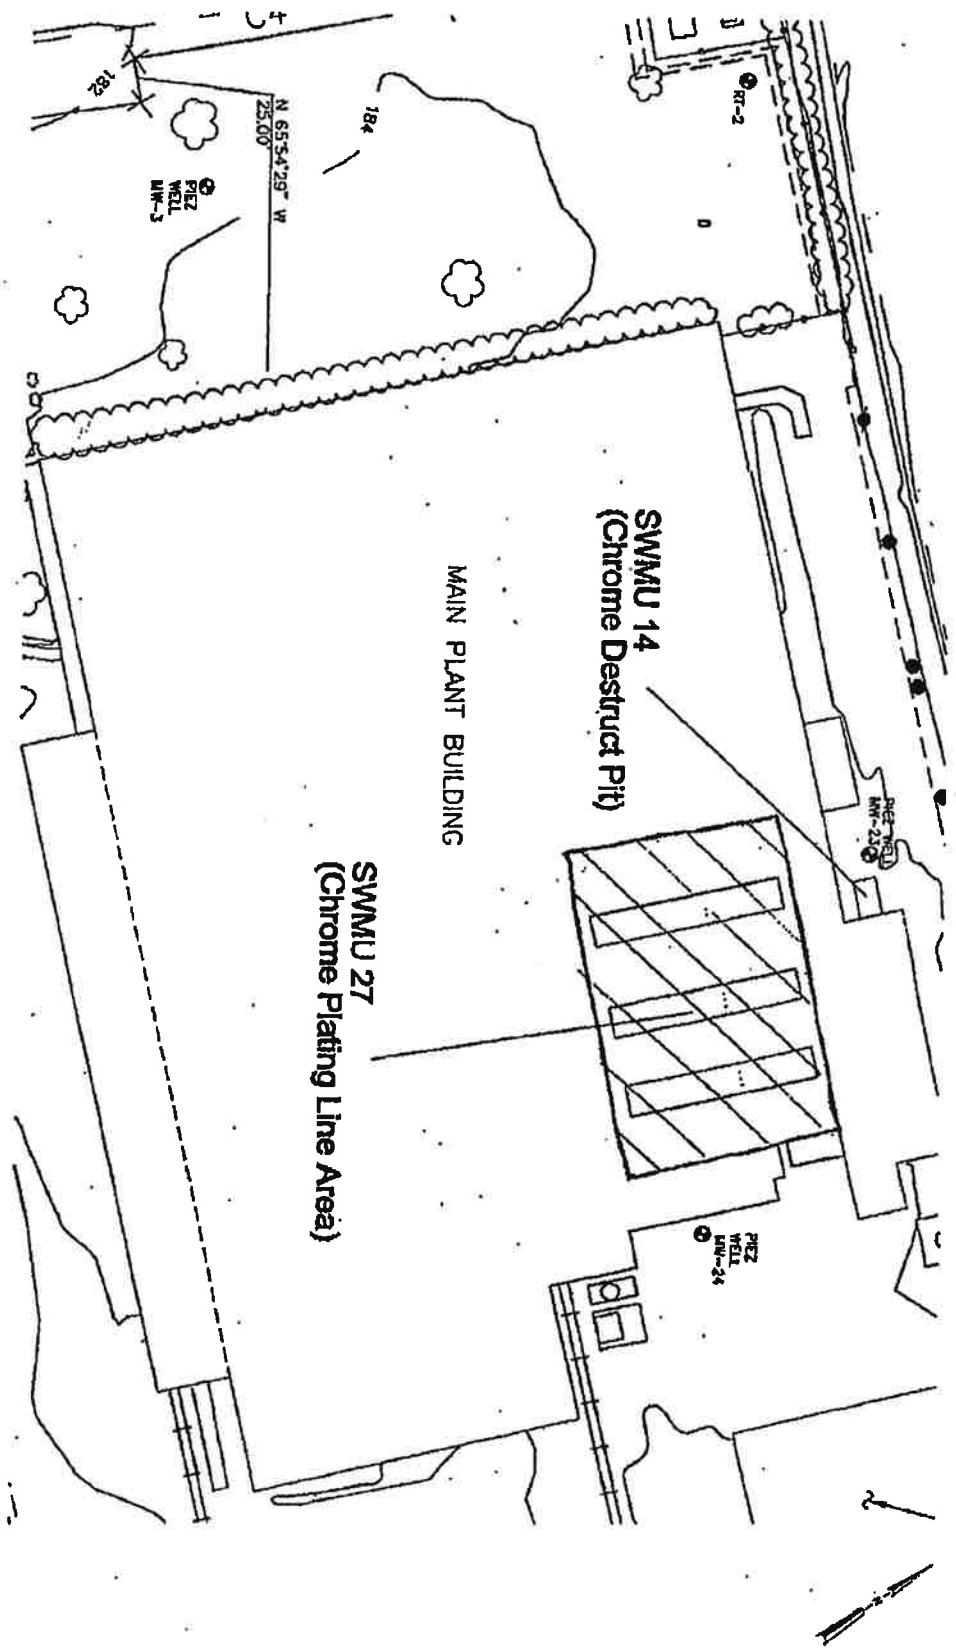 RT-2
184
182
N 65°54'29" W
25.00'
PIEZ
WELL
MW-3
SWMU 14
(Chrome Destruct Pit)
MAIN PLANT BUILDING
PIEZ WELL
MW-23
SWMU 27
(Chrome Plating Line Area)
PIEZ
WELL
MW-24